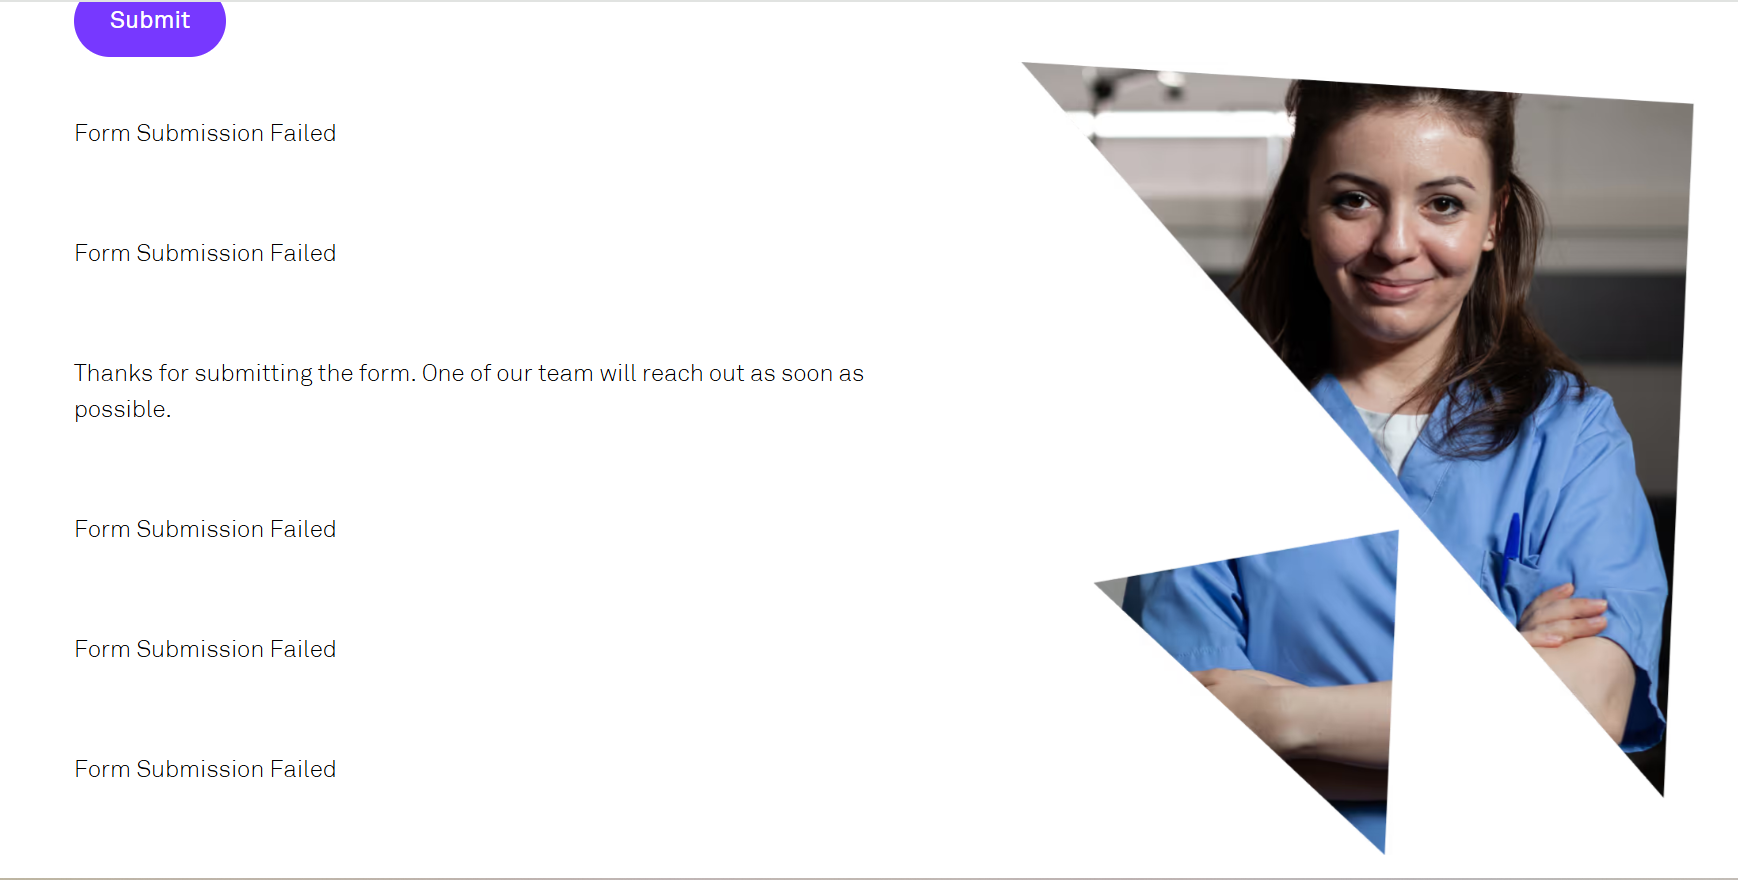 Submit
Form Submission Failed
Form Submission Failed
Thanks for submitting the form. One of our team will reach out as soon as
possible.
Form Submission Failed
Form Submission Failed
Form Submission Failed